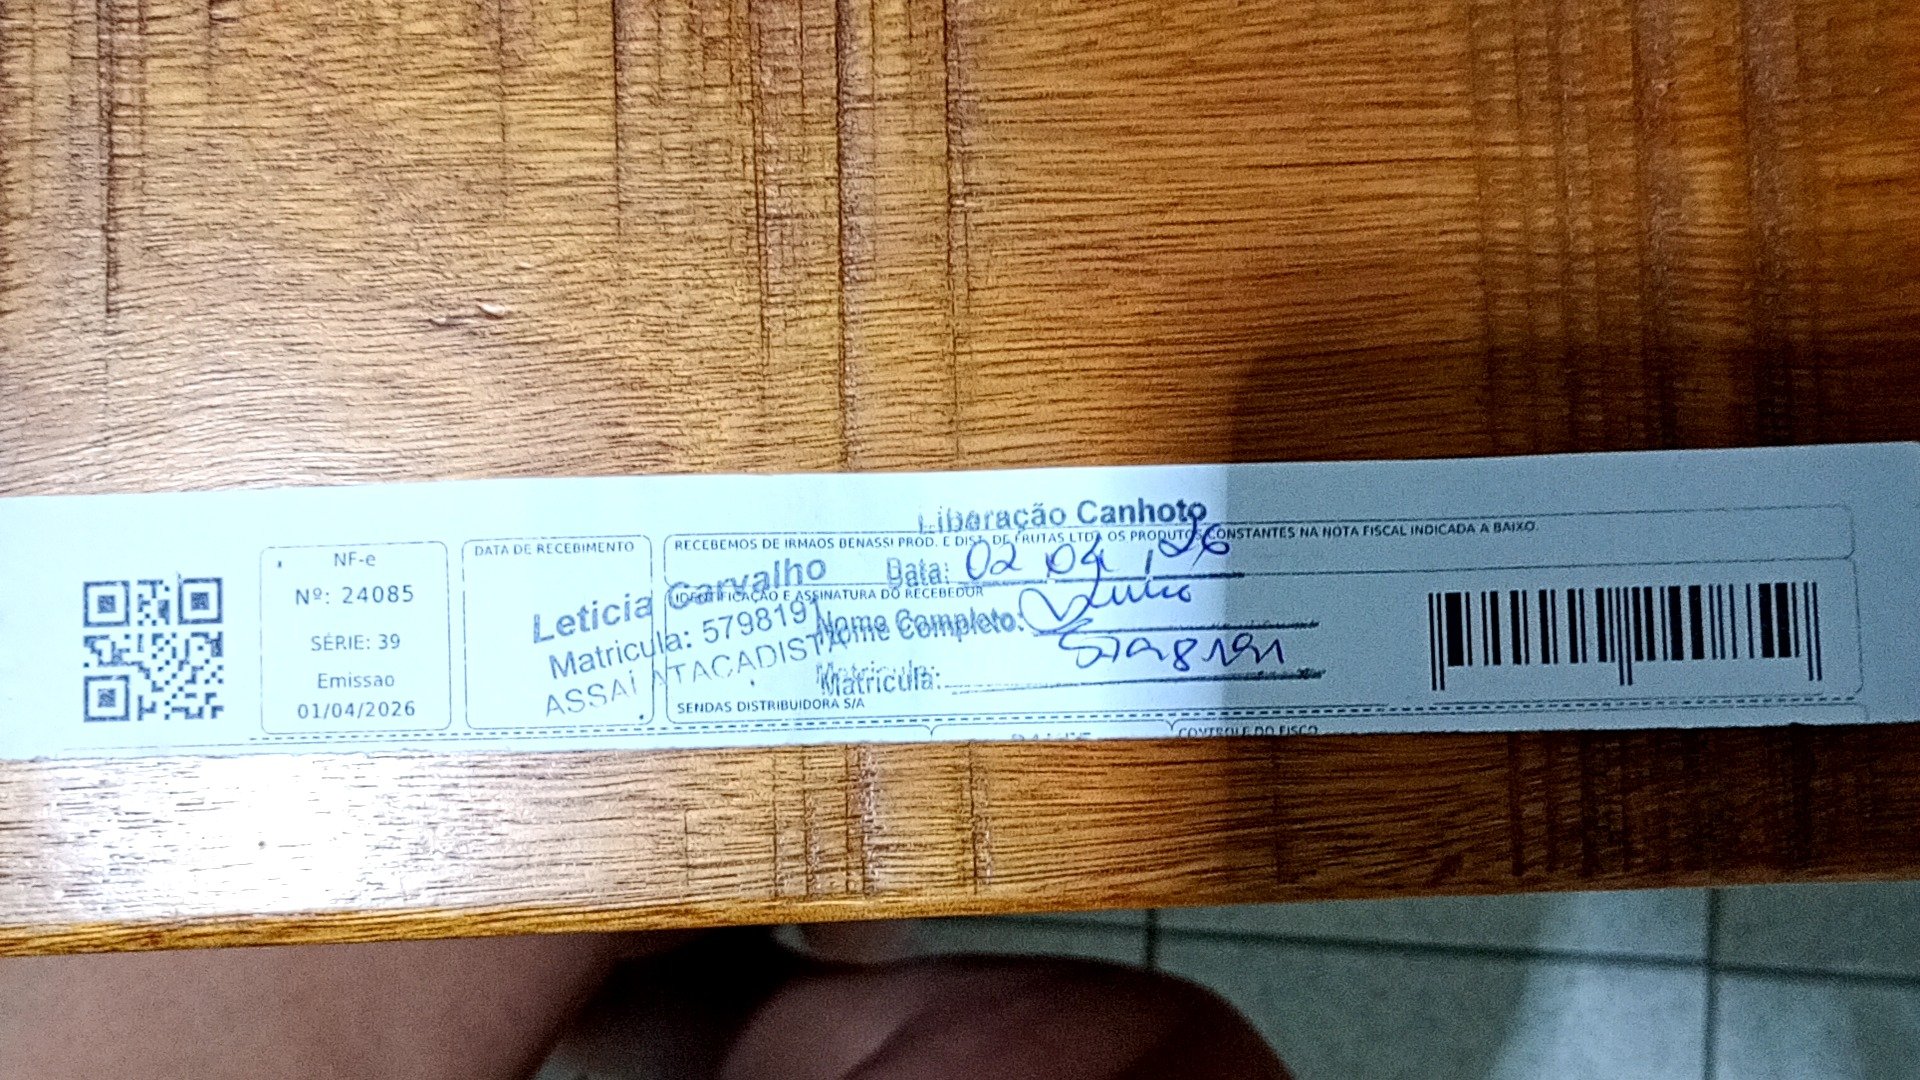 Liberação Canhoto
NF-e
Nº: 24085
SÉRIE: 39
Emissao
01/04/2026
DATA DE RECEBIMENTO
Leticia Carvalho
Matricula: 5798191
ASSAÍ ATACADISTA
RECEBEMOS DE IRMAOS BENASSI PROD. E DIST. DE FRUTAS LTDA OS PRODUTOS CONSTANTES NA NOTA FISCAL INDICADA A BAIXO.
Data: 02 04 26
IDENTIFICAÇÃO E ASSINATURA DO RECEBEDOR
Nome Completo:
Matrícula: 5798191
SENDAS DISTRIBUIDORA S/A
CONTROLE DO FISCO